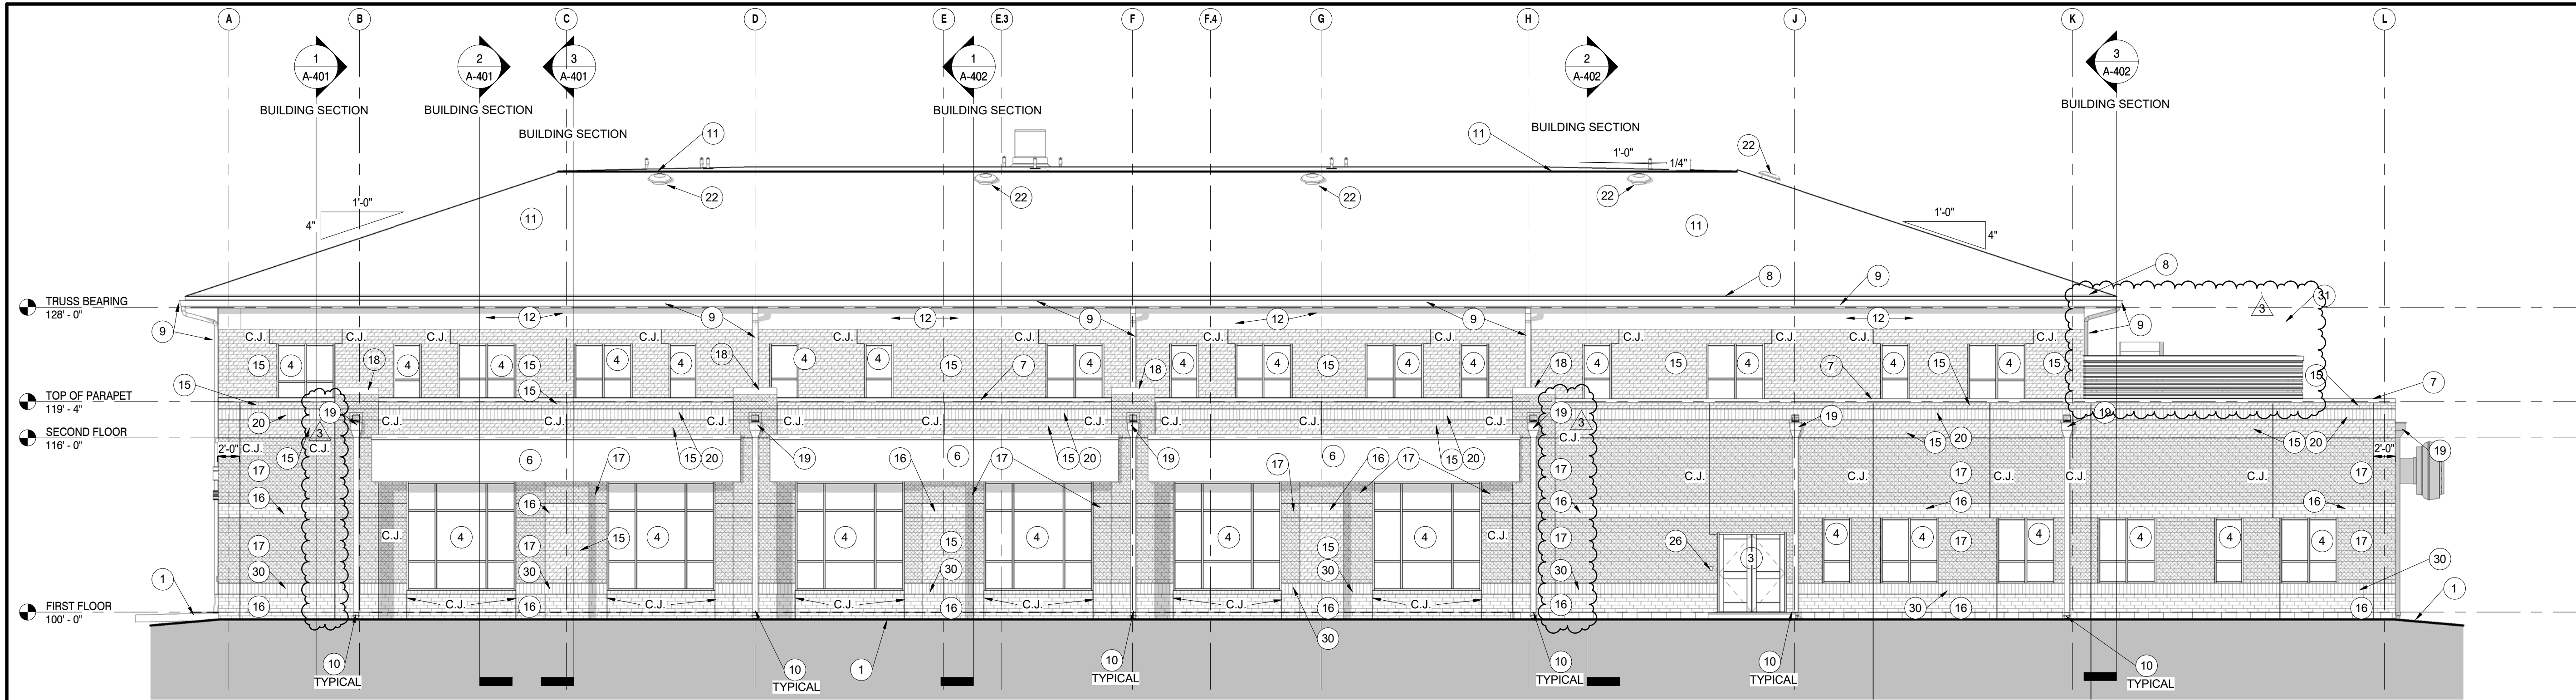 A B C D E E.3 F F.4 G H J K L
1 A-401 BUILDING SECTION
2 A-401 BUILDING SECTION
3 A-401 BUILDING SECTION
1 A-402 BUILDING SECTION
2 A-402 BUILDING SECTION
3 A-402 BUILDING SECTION
11 11 22
1'-0" 1/4"
22 22 22 22
1'-0" 4" 11 11 1'-0" 4"
8 9 8
TRUSS BEARING
128' - 0"
9 12 9 12 9 12 9 12 9 3 31
C.J. C.J. C.J. C.J. C.J. C.J. C.J. C.J. C.J. C.J. C.J. C.J. C.J.
15 4 18 4 4 15 4 4 18 4 4 15 7 4 18 4 4 15 4 4 18 4 15 4 7 4 15 4 15
15 15 15 7
TOP OF PARAPET
119' - 4"
20 19 C.J. C.J. C.J. 19 C.J. C.J. C.J. 19 C.J. C.J. C.J. 19 19 20 19
SECOND FLOOR
116' - 0"
2'-0" C.J. 15 3 C.J. 15 20 19 15 20 19 15 20 3 C.J. 15 20 15 20 19 2'-0"
6 6 6
17 17 16 17 17 16 17 17 C.J. 17 C.J. C.J. C.J. C.J. 17
16 16 16 16 16 16
C.J. 4 4 4 4 4 4 C.J.
17 17 15 15 15 17 26 3 4 4 17 4 4 4 4 17
1 30 30 30 30 30 30 1
C.J. C.J. C.J. C.J. C.J. C.J.
FIRST FLOOR
100' - 0"
16 16 16 16 16 30 16 16
30
10 TYPICAL
10 TYPICAL
1
10 TYPICAL
10 TYPICAL
10 TYPICAL
10 TYPICAL